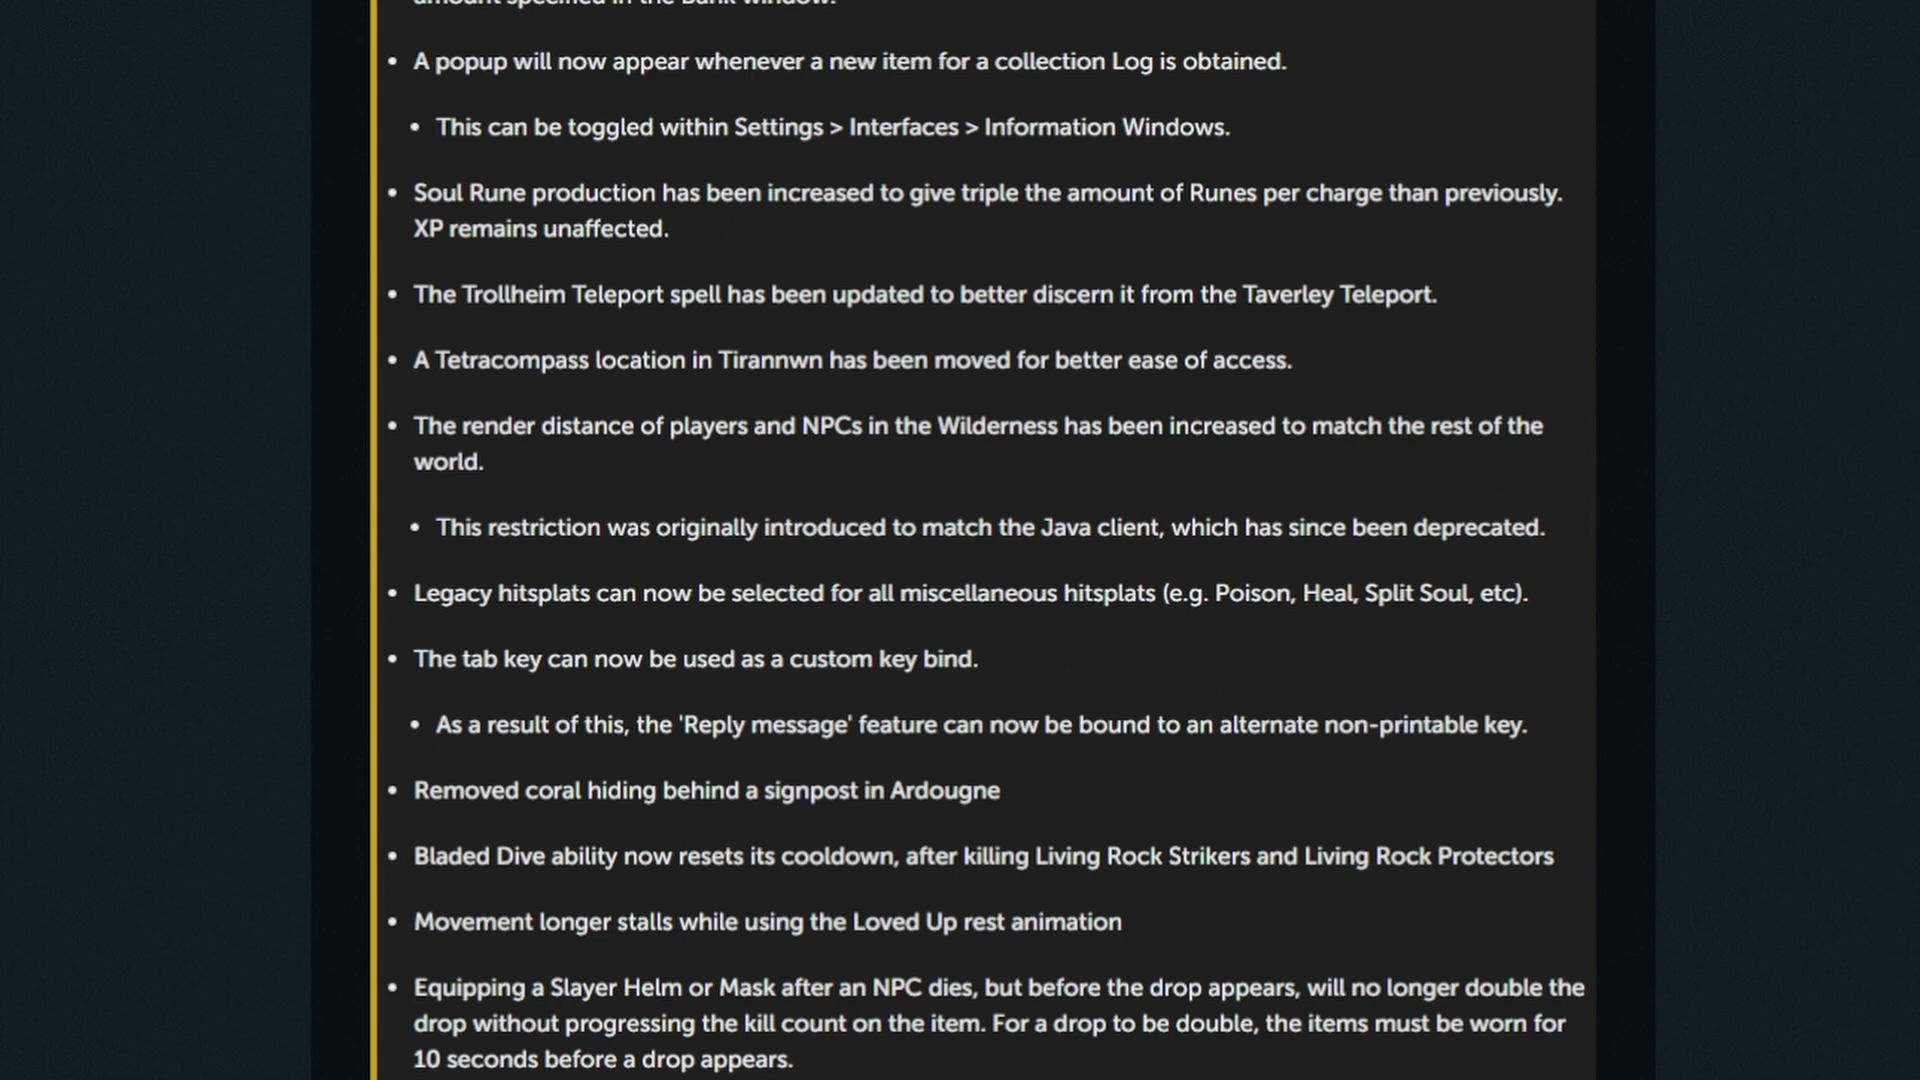 amount specified in the Bank window.
• A popup will now appear whenever a new item for a collection Log is obtained.
• This can be toggled within Settings > Interfaces > Information Windows.
• Soul Rune production has been increased to give triple the amount of Runes per charge than previously.
XP remains unaffected.
• The Trollheim Teleport spell has been updated to better discern it from the Taverley Teleport.
• A Tetracompass location in Tirannwn has been moved for better ease of access.
• The render distance of players and NPCs in the Wilderness has been increased to match the rest of the
world.
• This restriction was originally introduced to match the Java client, which has since been deprecated.
• Legacy hitsplats can now be selected for all miscellaneous hitsplats (e.g. Poison, Heal, Split Soul, etc).
• The tab key can now be used as a custom key bind.
• As a result of this, the 'Reply message' feature can now be bound to an alternate non-printable key.
• Removed coral hiding behind a signpost in Ardougne
• Bladed Dive ability now resets its cooldown, after killing Living Rock Strikers and Living Rock Protectors
• Movement longer stalls while using the Loved Up rest animation
• Equipping a Slayer Helm or Mask after an NPC dies, but before the drop appears, will no longer double the
drop without progressing the kill count on the item. For a drop to be double, the items must be worn for
10 seconds before a drop appears.